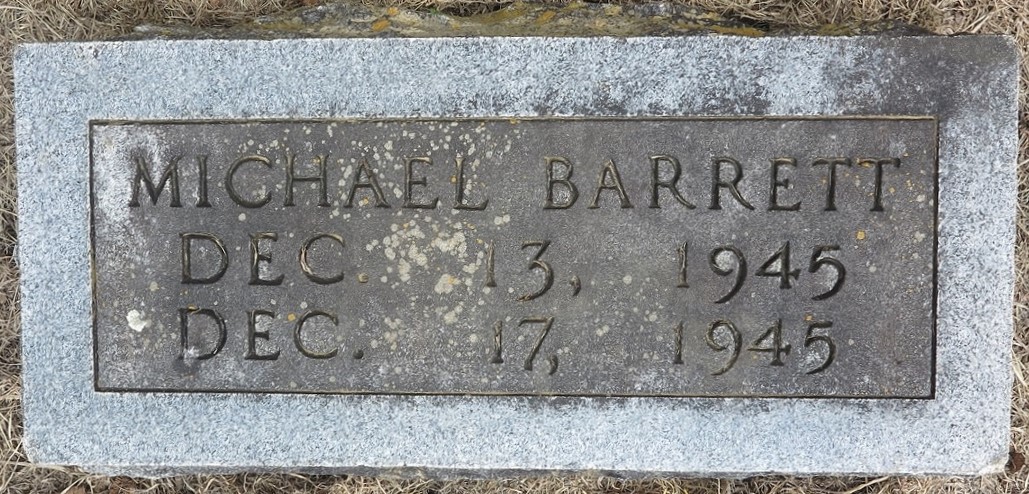 MICHAEL BARRETT
DEC. 13, 1945
DEC. 17, 1945